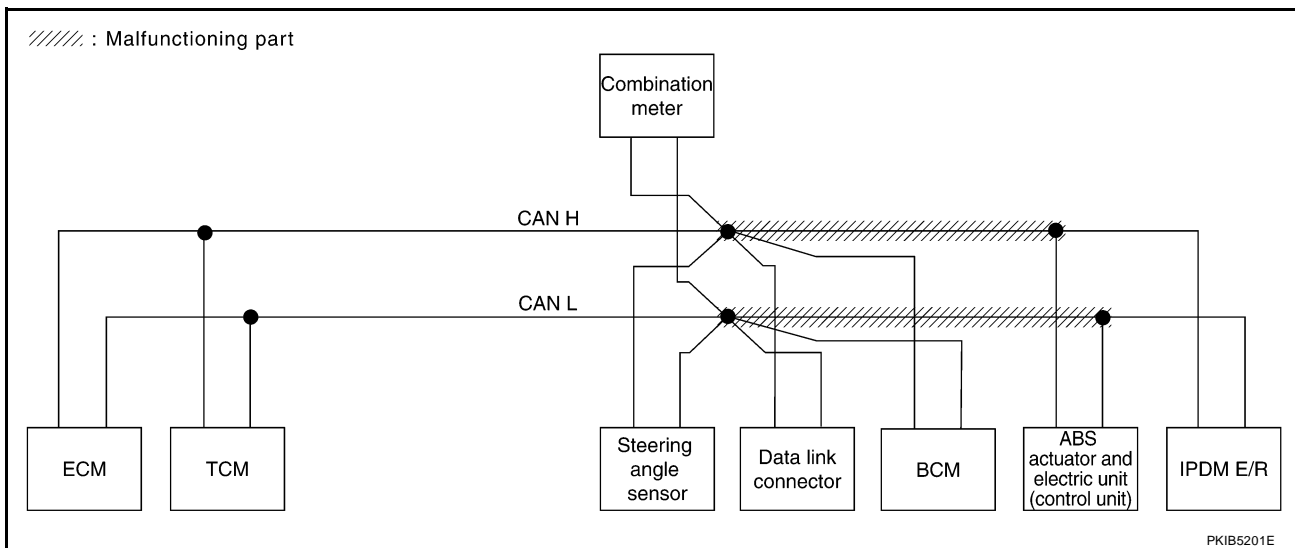 : Malfunctioning part
Combination
meter
CAN H
CAN L
ECM
TCM
Steering
angle
sensor
Data link
connector
BCM
ABS
actuator and
electric unit
(control unit)
IPDM E/R
PKIB5201E